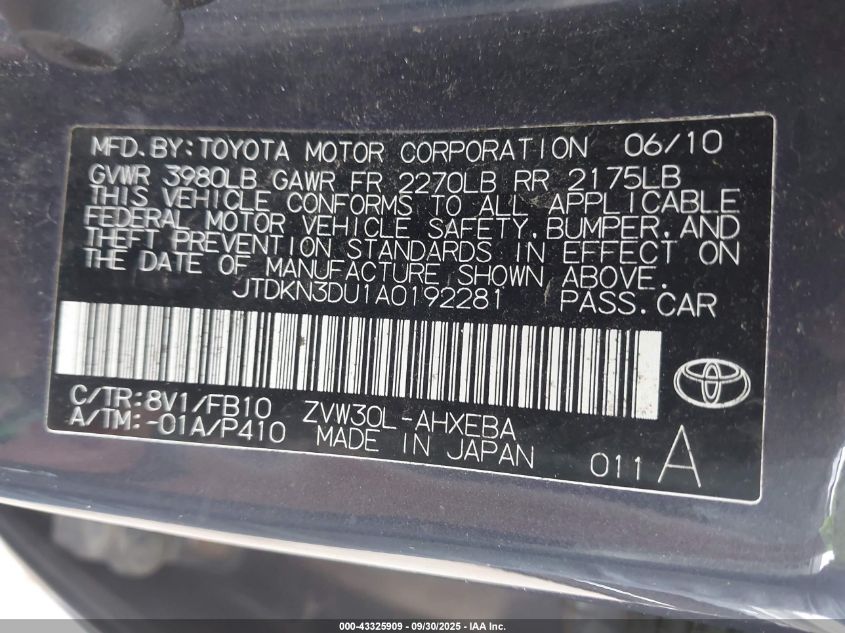 MFD.BY:TOYOTA MOTOR CORPORATION 06/10
GVWR 3980LB GAWR FR 2270LB RR 2175LB
THIS VEHICLE CONFORMS TO ALL APPLICABLE
FEDERAL MOTOR VEHICLE SAFETY,BUMPER,AND
THEFT PREVENTION STANDARDS IN EFFECT ON
THE DATE OF MANUFACTURE SHOWN ABOVE.
JTDKN3DU1A0192281 PASS.CAR
C/TR:8V1/FB10 ZVW30L-AHXEBA
A/TM:-01A/P410 MADE IN JAPAN
011 A
000-43325909 | 09/30/2025 | IAA Inc.